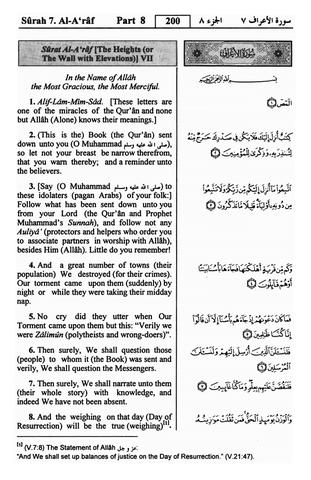 Sûrah 7. Al-A'râf
Part 8
200
الجزء ٨
سورة الأعراف ٧
Sûrat Al-A'râf [The Heights (or
The Wall with Elevations)] VII
In the Name of Allâh
the Most Gracious, the Most Merciful.
1. Alif-Lâm-Mîm-Sâd. [These letters are
one of the miracles of the Qur'ân and none
but Allâh (Alone) knows their meanings.]
2. (This is the) Book (the Qur'ân) sent
down unto you (O Muhammad صلى الله عليه وسلم),
so let not your breast be narrow therefrom,
that you warn thereby; and a reminder unto
the believers.
3. [Say (O Muhammad صلى الله عليه وسلم) to
these idolators (pagan Arabs) of your folk:]
Follow what has been sent down unto you
from your Lord (the Qur'ân and Prophet
Muhammad's Sunnah), and follow not any
Auliyâ' (protectors and helpers who order you
to associate partners in worship with Allâh),
besides Him (Allâh). Little do you remember!
4. And a great number of towns (their
population) We destroyed (for their crimes).
Our torment came upon them (suddenly) by
night or while they were taking their midday
nap.
5. No cry did they utter when Our
Torment came upon them but this: "Verily we
were Zâlimûn (polytheists and wrong-doers)".
6. Then surely, We shall question those
(people) to whom it (the Book) was sent and
verily, We shall question the Messengers.
7. Then surely, We shall narrate unto them
(their whole story) with knowledge, and
indeed We have not been absent.
8. And the weighing on that day (Day of
Resurrection) will be the true (weighing)[1].
سورة الأعراف
الٓمٓصٓ ١
كِتَٰبٌ أُنزِلَ إِلَيْكَ فَلَا يَكُن فِى صَدْرِكَ حَرَجٌ مِّنْهُ
لِتُنذِرَ بِهِۦ وَذِكْرَىٰ لِلْمُؤْمِنِينَ ٢
ٱتَّبِعُوا۟ مَآ أُنزِلَ إِلَيْكُم مِّن رَّبِّكُمْ وَلَا تَتَّبِعُوا۟
مِن دُونِهِۦٓ أَوْلِيَآءَ قَلِيلًا مَّا تَذَكَّرُونَ ٣
وَكَم مِّن قَرْيَةٍ أَهْلَكْنَٰهَا فَجَآءَهَا بَأْسُنَا بَيَٰتًا
أَوْ هُمْ قَآئِلُونَ ٤
فَمَا كَانَ دَعْوَىٰهُمْ إِذْ جَآءَهُم بَأْسُنَآ إِلَّآ أَن قَالُوٓا۟
إِنَّا كُنَّا ظَٰلِمِينَ ٥
فَلَنَسْـَٔلَنَّ ٱلَّذِينَ أُرْسِلَ إِلَيْهِمْ وَلَنَسْـَٔلَنَّ
ٱلْمُرْسَلِينَ ٦
فَلَنَقُصَّنَّ عَلَيْهِم بِعِلْمٍ وَمَا كُنَّا غَآئِبِينَ ٧
وَٱلْوَزْنُ يَوْمَئِذٍ ٱلْحَقُّ فَمَن ثَقُلَتْ مَوَٰزِينُهُۥ
[1] (V.7:8) The Statement of Allâh عز وجل:
"And We shall set up balances of justice on the Day of Resurrection." (V.21:47).